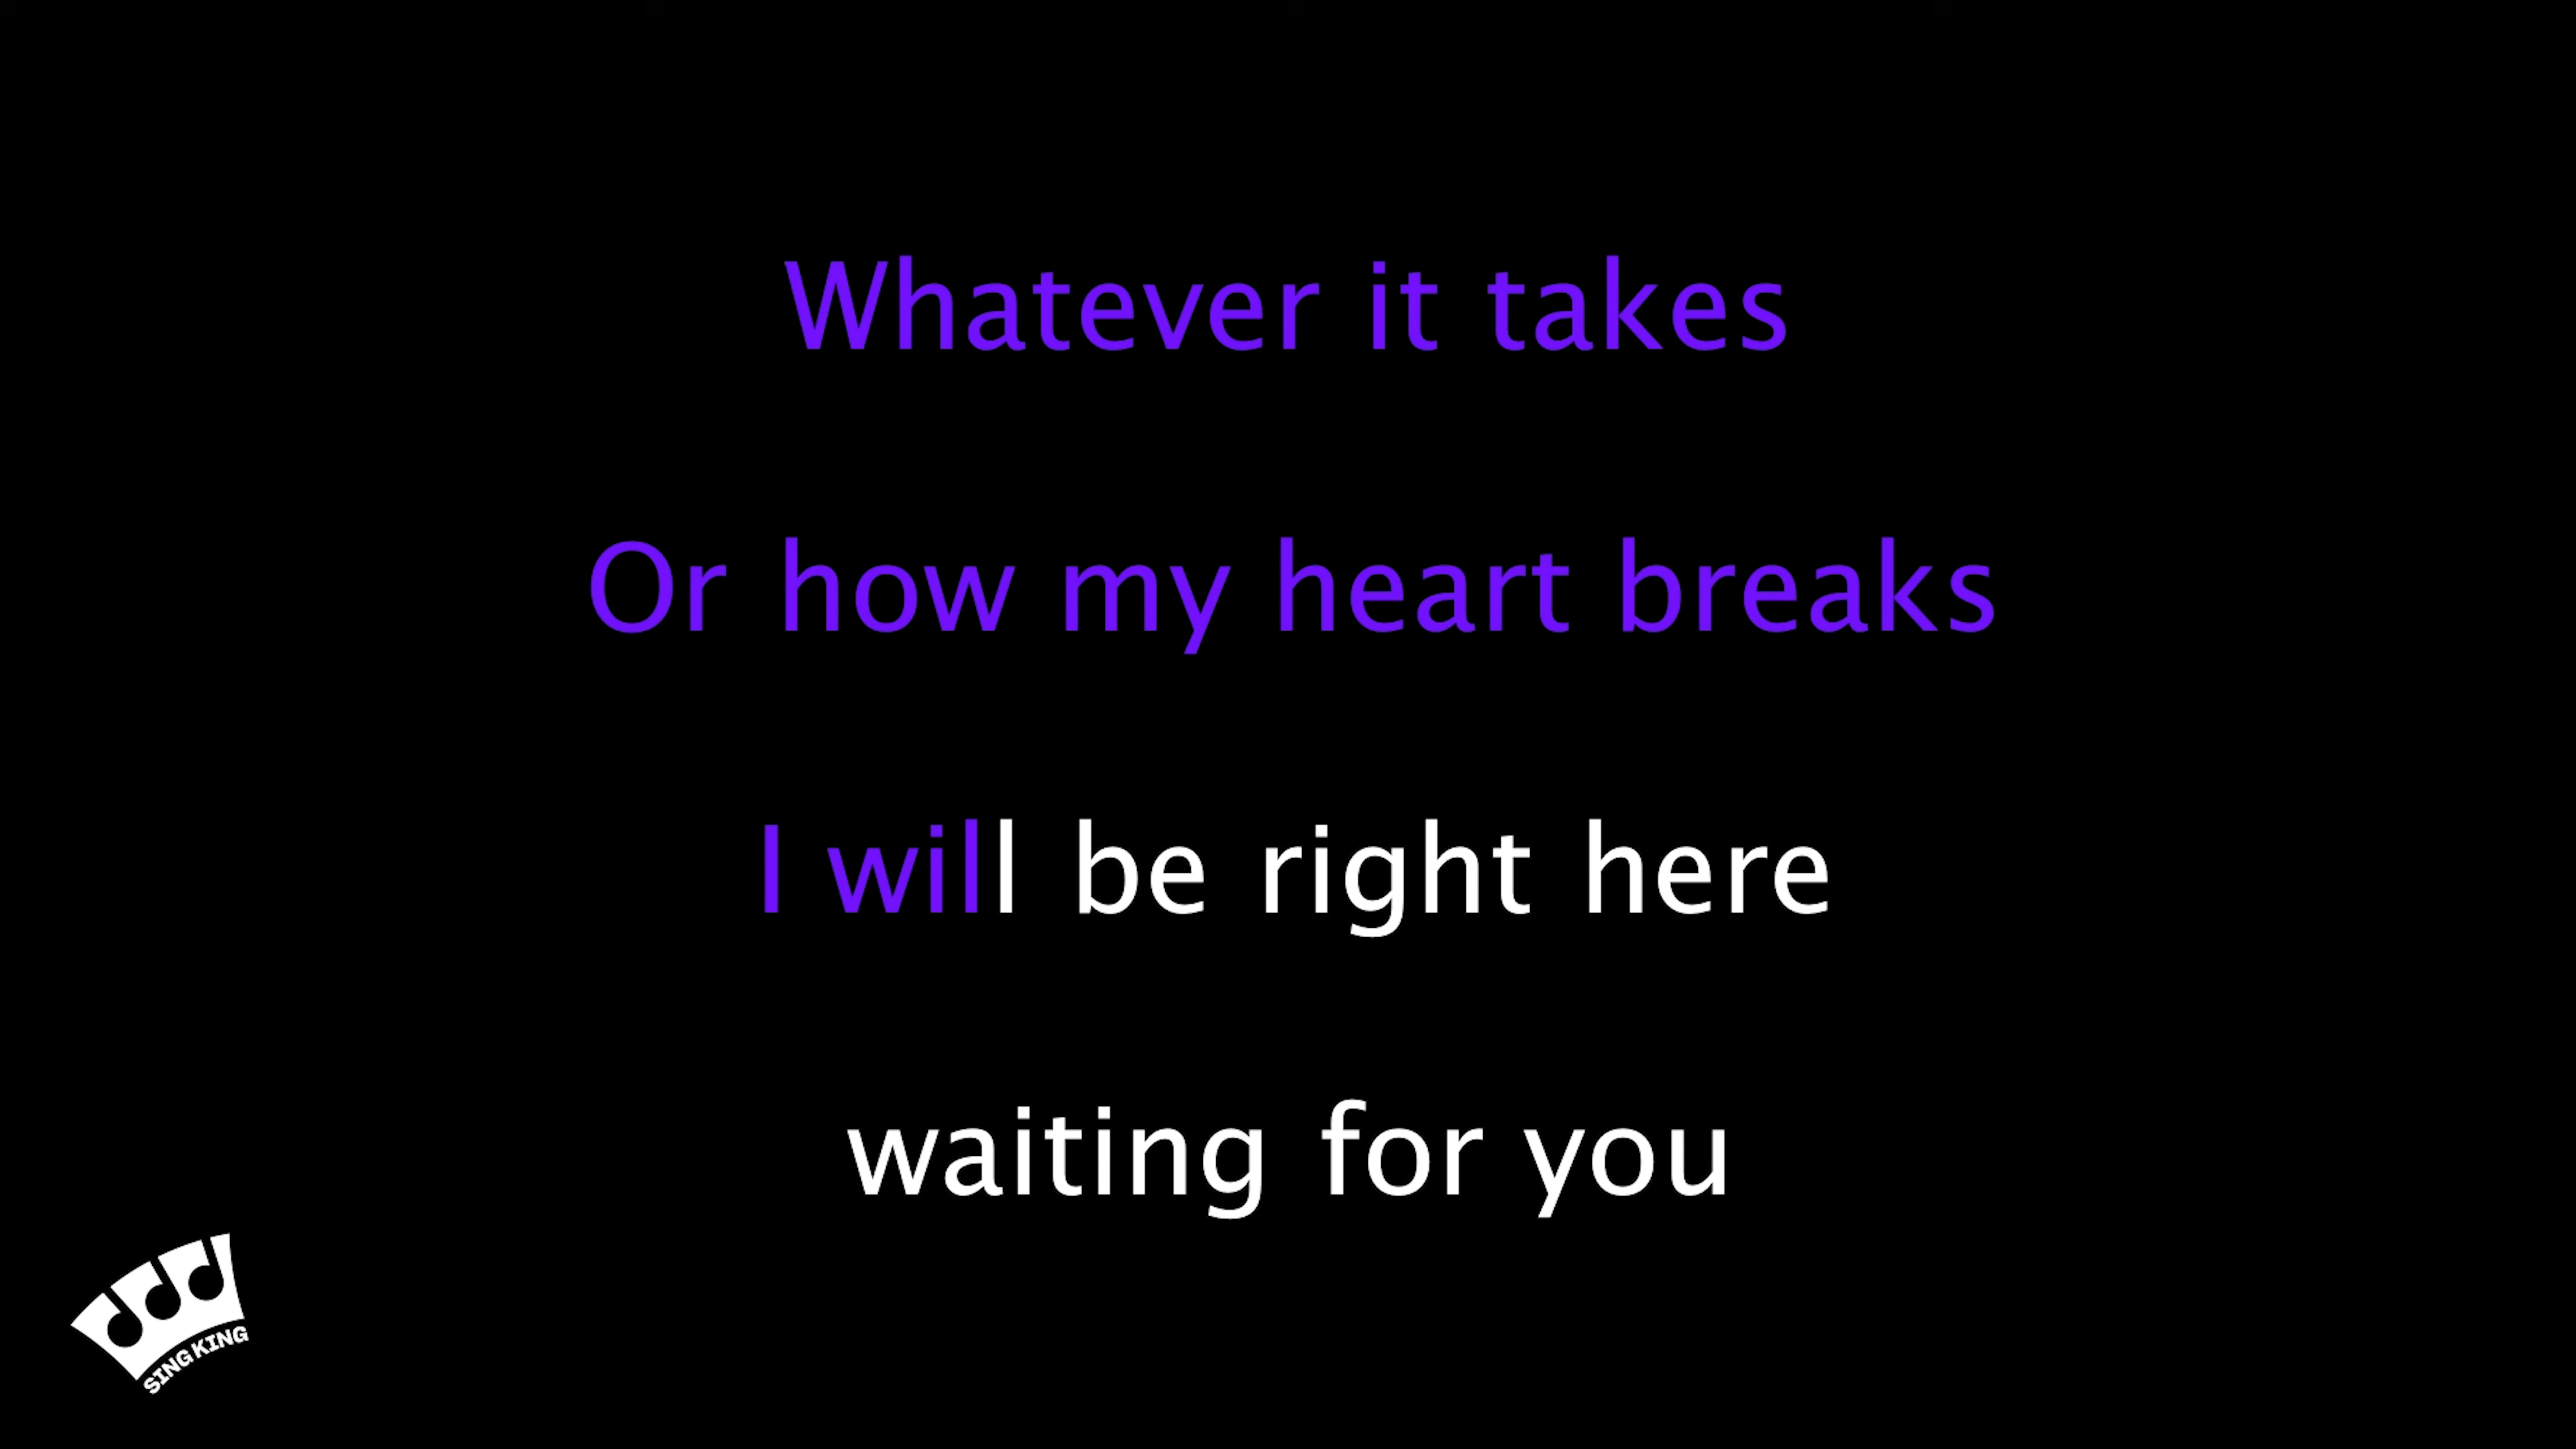 Whatever it takes
Or how my heart breaks
I will be right here
waiting for you
SING KING